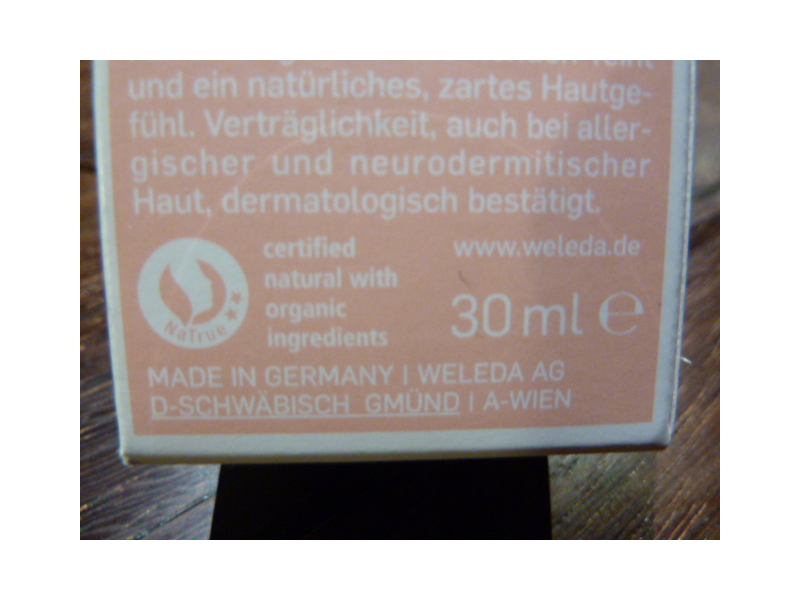 und ein natürliches, zartes Hautge-
fühl. Verträglichkeit, auch bei aller-
gischer und neurodermitischer
Haut, dermatologisch bestätigt.
certified
natural with
organic
ingredients
NaTrue
www.weleda.de
30 ml ℮
MADE IN GERMANY | WELEDA AG
D-SCHWÄBISCH GMÜND | A-WIEN